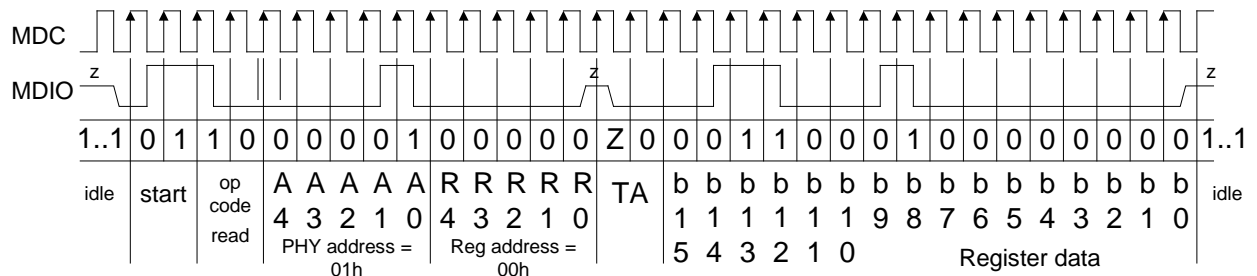 MDC
z z z
MDIO
1..1 0 1 1 0 0 0 0 0 1 0 0 0 0 0 Z 0 0 0 1 1 0 0 0 1 0 0 0 0 0 0 0 0 1..1
idle start op code read A A A A A R R R R R TA b b b b b b b b b b b b b b b b idle
4 3 2 1 0 4 3 2 1 0 1 1 1 1 1 1 9 8 7 6 5 4 3 2 1 0
5 4 3 2 1 0
PHY address =
01h
Reg address =
00h
Register data